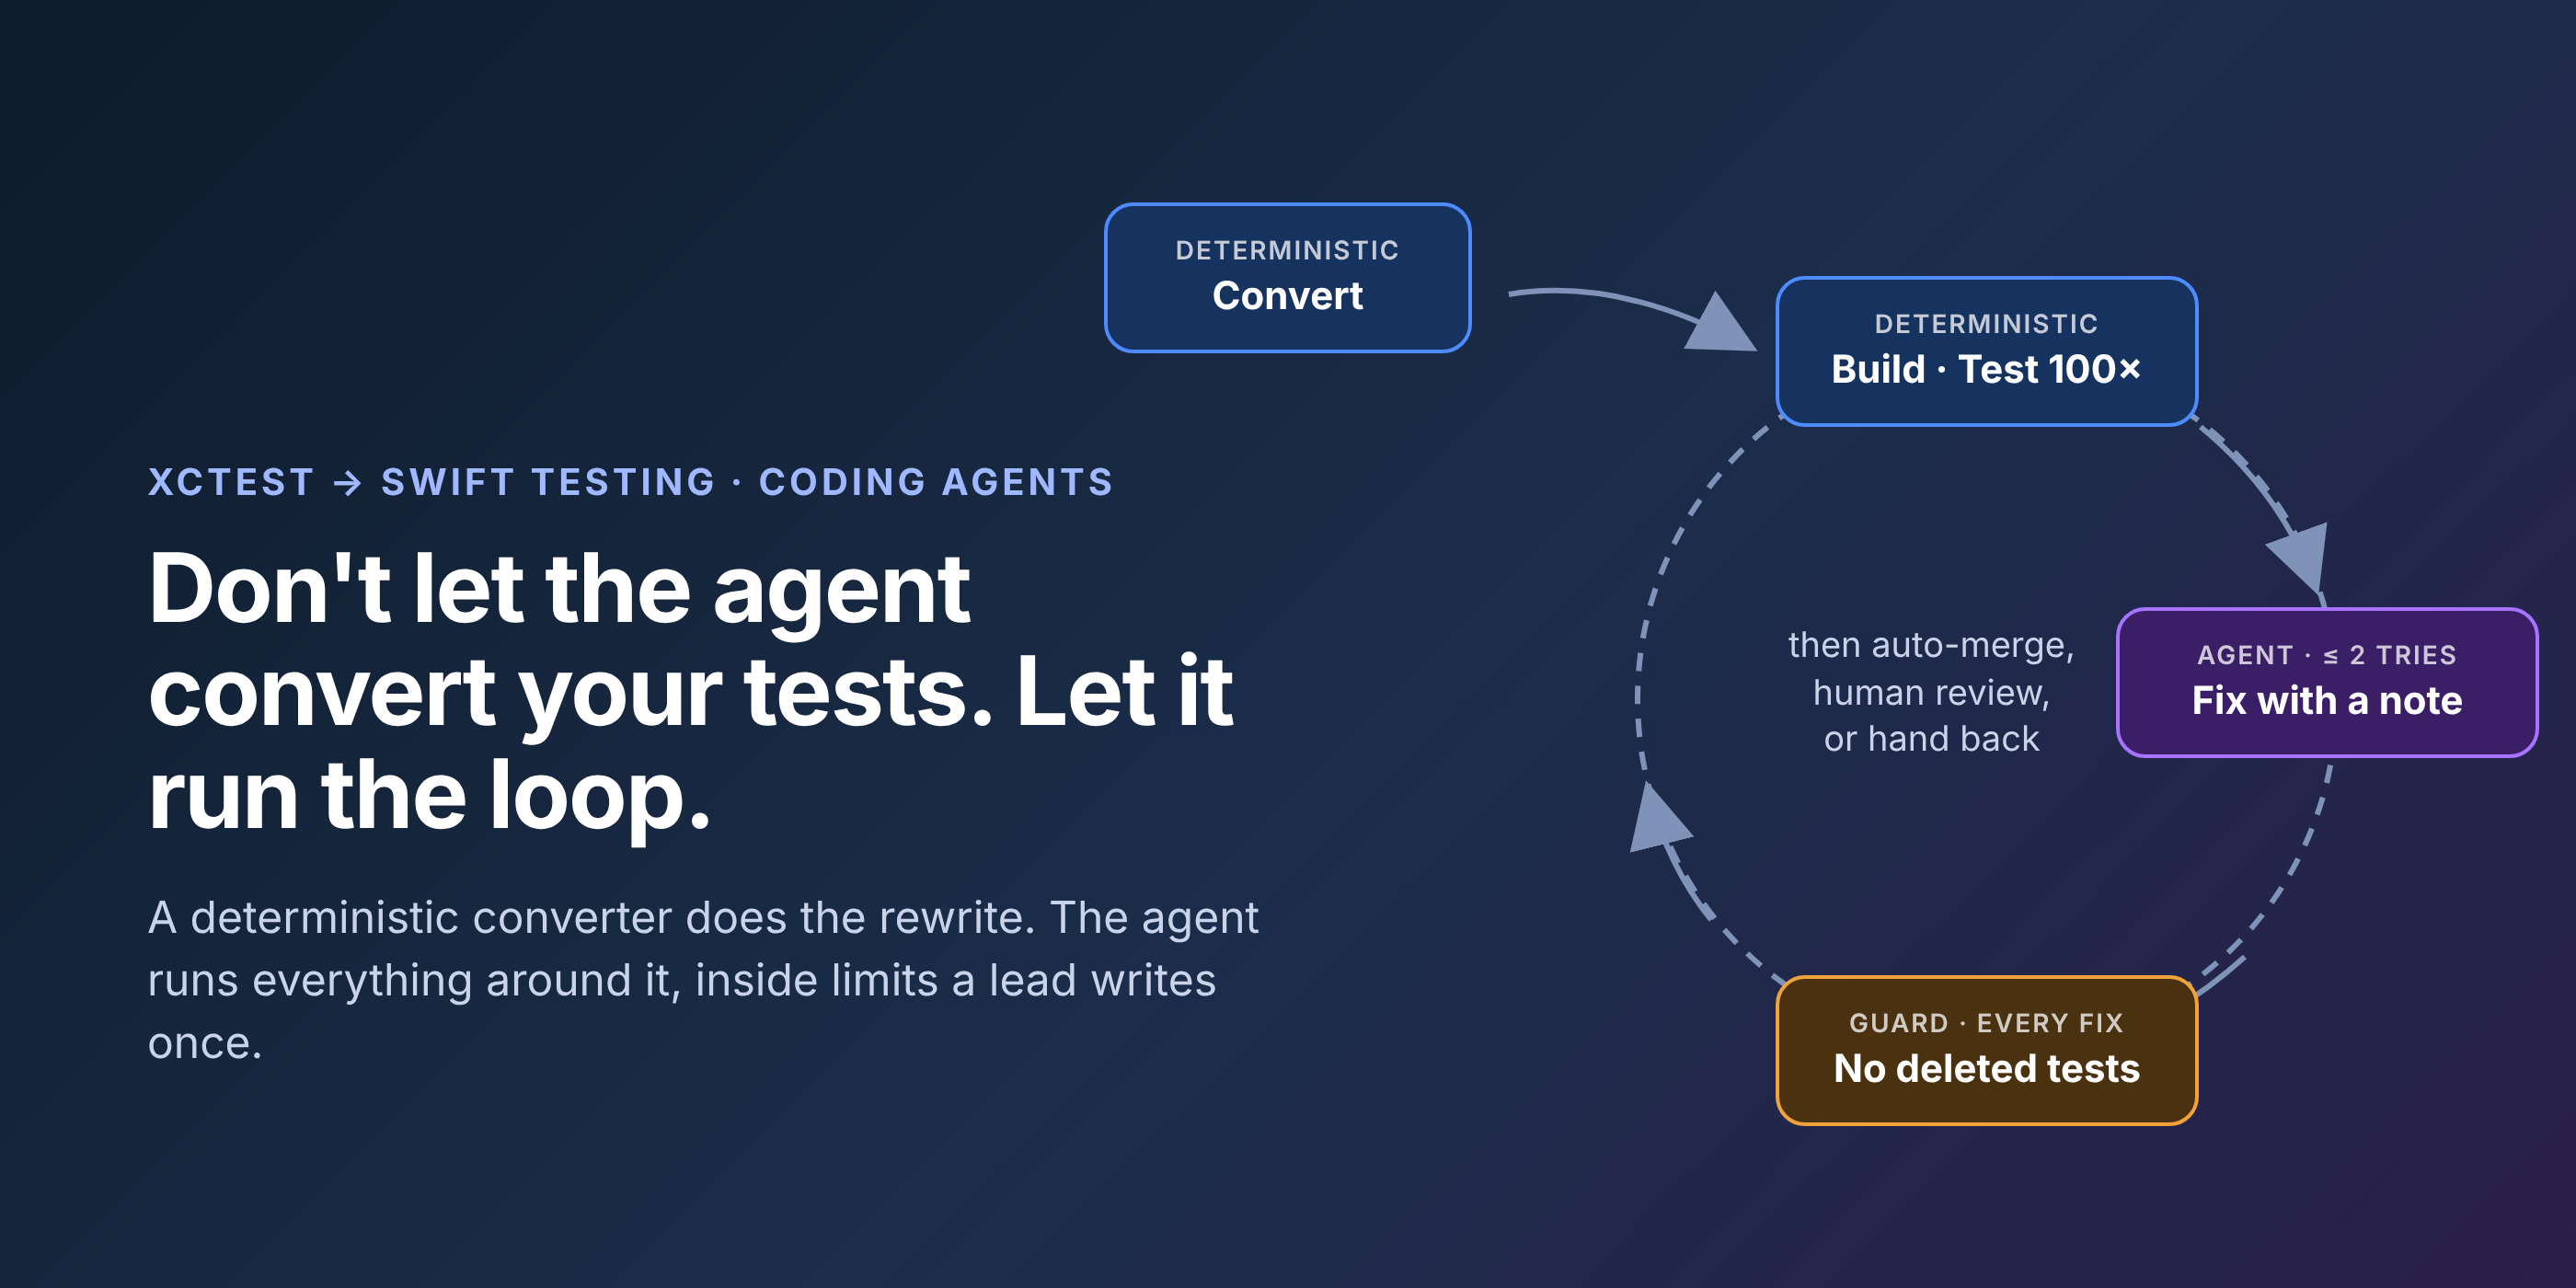 XCTEST → SWIFT TESTING · CODING AGENTS
Don't let the agent
convert your tests. Let it
run the loop.
A deterministic converter does the rewrite. The agent
runs everything around it, inside limits a lead writes
once.
DETERMINISTIC
Convert
DETERMINISTIC
Build · Test 100×
AGENT · ≤ 2 TRIES
Fix with a note
then auto-merge,
human review,
or hand back
GUARD · EVERY FIX
No deleted tests